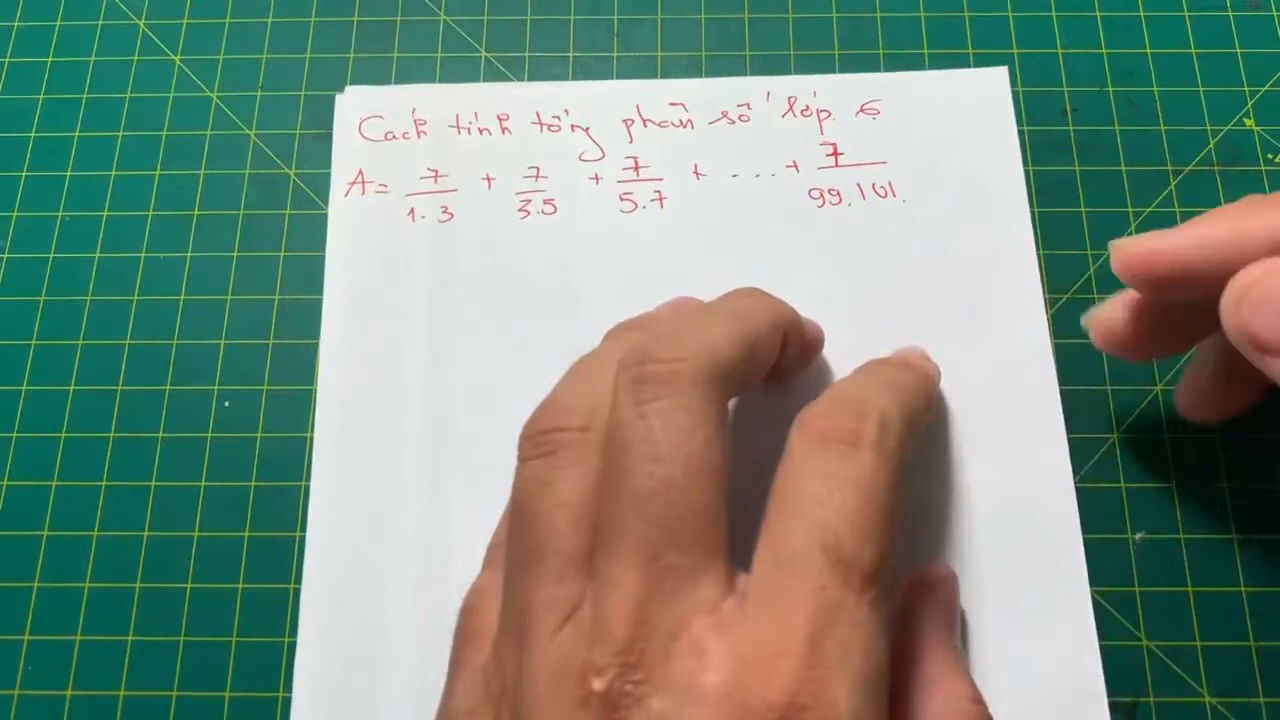 Cách tính tổng phân số lớp 6
A = 7/1.3 + 7/3.5 + 7/5.7 + .... + 7/99.101.